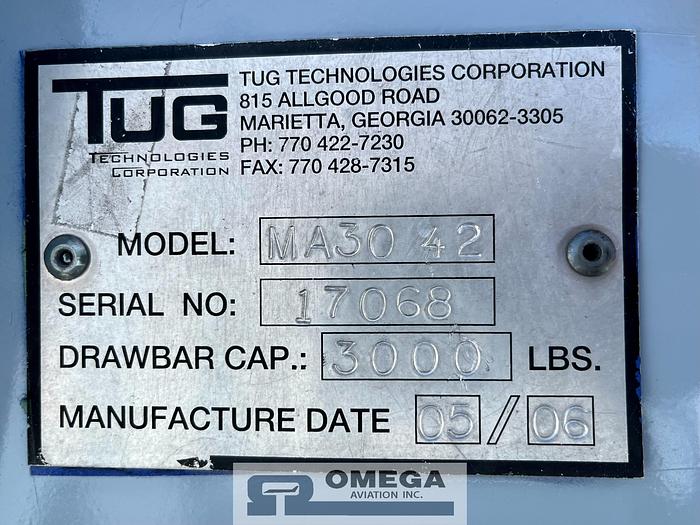 TUG
TECHNOLOGIES
CORPORATION
TUG TECHNOLOGIES CORPORATION
815 ALLGOOD ROAD
MARIETTA, GEORGIA 30062-3305
PH: 770 422-7230
FAX: 770 428-7315
MODEL: MA30 42
SERIAL NO: 17068
DRAWBAR CAP.: 3000 LBS.
MANUFACTURE DATE 05/06
OMEGA
AVIATION INC.